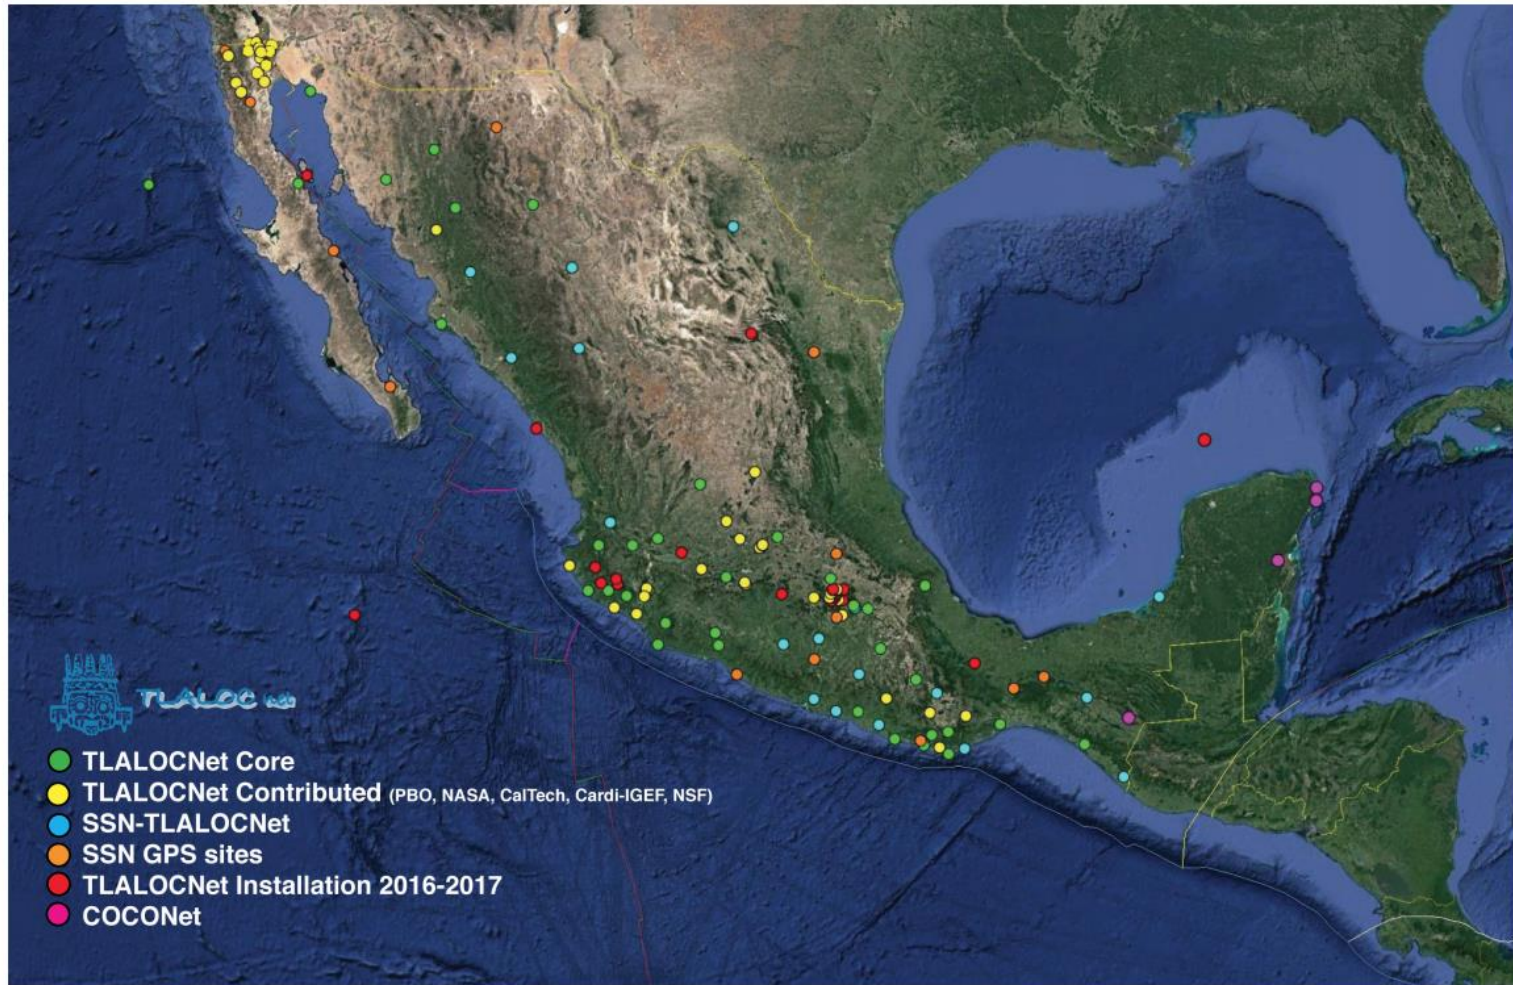 TLALOC net
TLALOCNet Core
TLALOCNet Contributed (PBO, NASA, CalTech, Cardi-IGEF, NSF)
SSN-TLALOCNet
SSN GPS sites
TLALOCNet Installation 2016-2017
COCONet